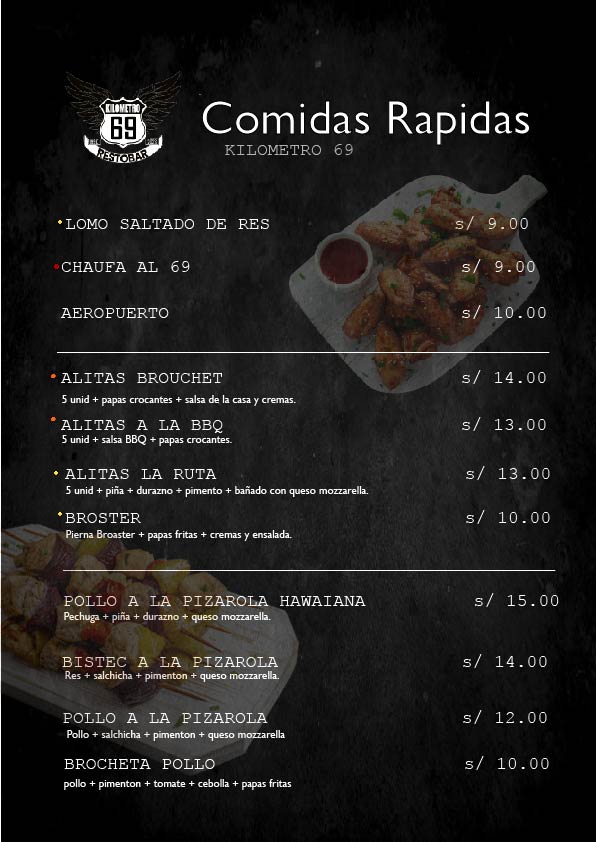 KILOMETRO
69
RESTOBAR
Comidas Rapidas
KILOMETRO 69
LOMO SALTADO DE RES s/ 9.00
CHAUFA AL 69 s/ 9.00
AEROPUERTO s/ 10.00
ALITAS BROUCHET s/ 14.00
5 unid + papas crocantes + salsa de la casa y cremas.
ALITAS A LA BBQ s/ 13.00
5 unid + salsa BBQ + papas crocantes.
ALITAS LA RUTA s/ 13.00
5 unid + piña + durazno + pimento + bañado con queso mozzarella.
BROSTER s/ 10.00
Pierna Broaster + papas fritas + cremas y ensalada.
POLLO A LA PIZAROLA HAWAIANA s/ 15.00
Pechuga + piña + durazno + queso mozzarella.
BISTEC A LA PIZAROLA s/ 14.00
Res + salchicha + pimenton + queso mozzarella.
POLLO A LA PIZAROLA s/ 12.00
Pollo + salchicha + pimenton + queso mozzarella
BROCHETA POLLO s/ 10.00
pollo + pimenton + tomate + cebolla + papas fritas